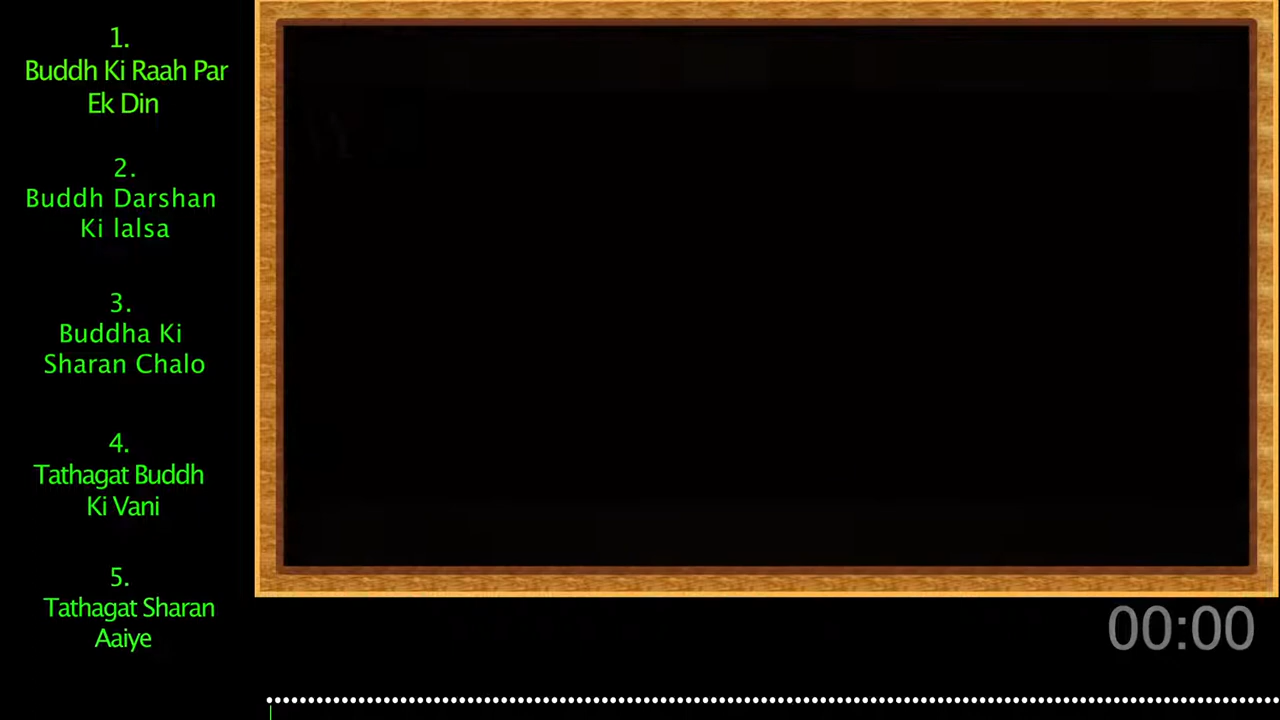 1.
Buddh Ki Raah Par
Ek Din
2.
Buddh Darshan
Ki lalsa
3.
Buddha Ki
Sharan Chalo
4.
Tathagat Buddh
Ki Vani
5.
Tathagat Sharan
Aaiye
00:00